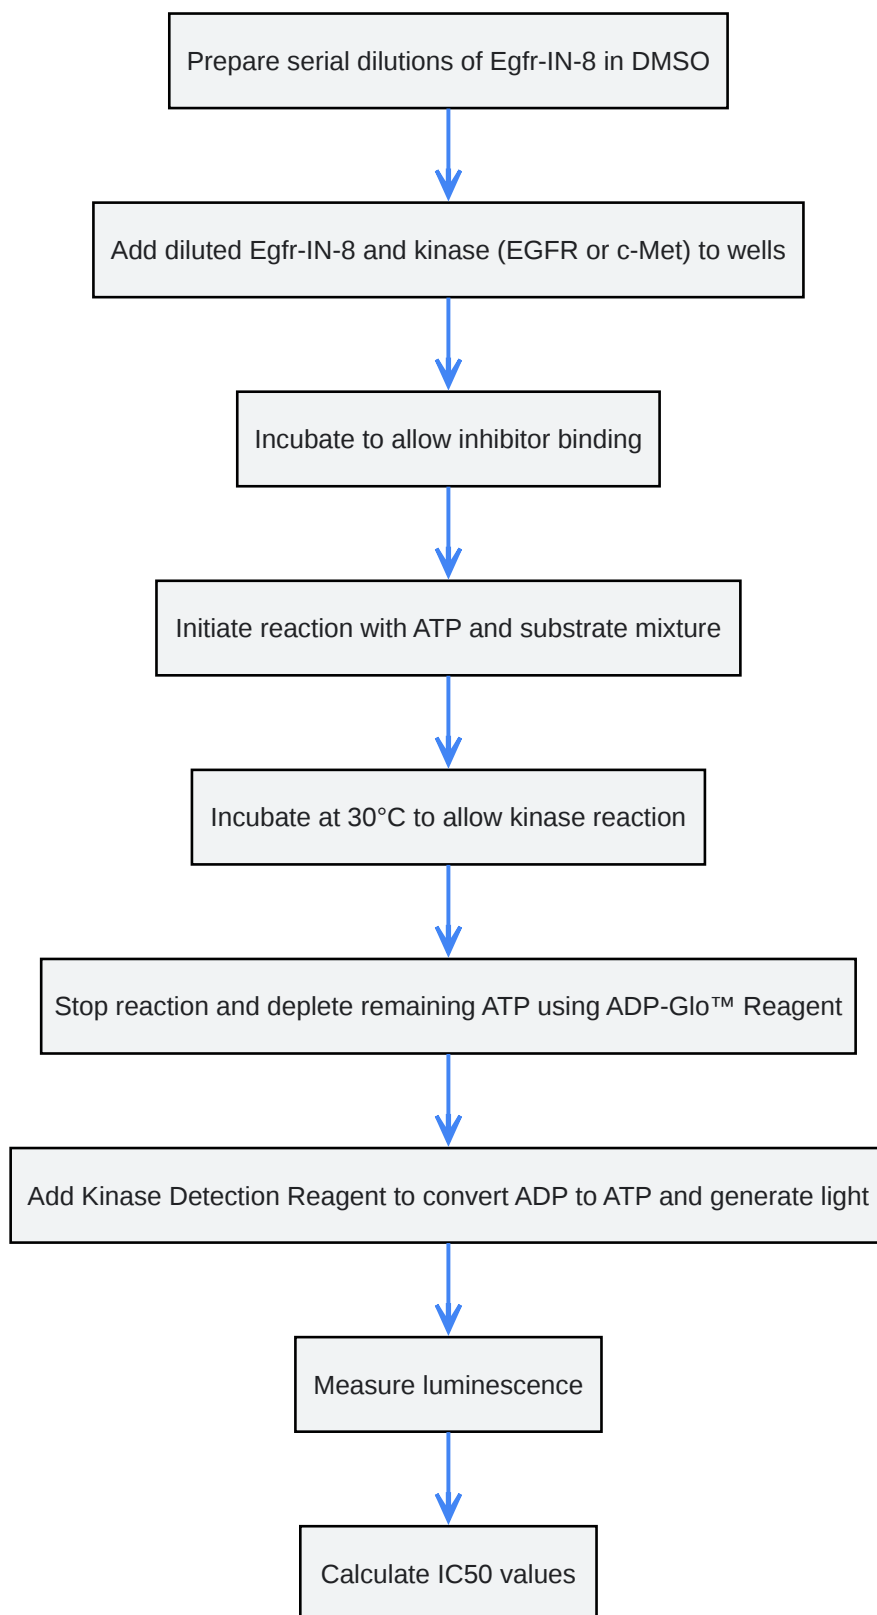 Prepare serial dilutions of Egfr-IN-8 in DMSO
Add diluted Egfr-IN-8 and kinase (EGFR or c-Met) to wells
Incubate to allow inhibitor binding
Initiate reaction with ATP and substrate mixture
Incubate at 30°C to allow kinase reaction
Stop reaction and deplete remaining ATP using ADP-Glo™ Reagent
Add Kinase Detection Reagent to convert ADP to ATP and generate light
Measure luminescence
Calculate IC50 values